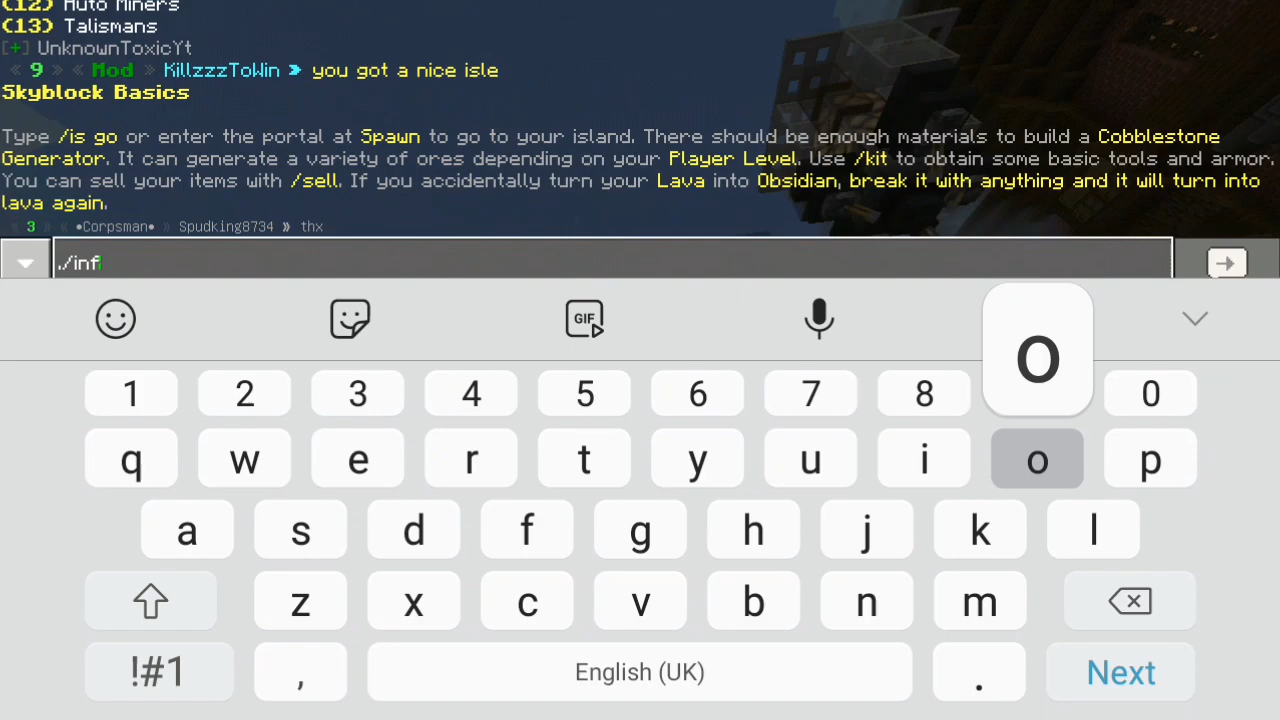 (12) Auto Miners
(13) Talismans
[+] UnknownToxicYt
« 9 » « Mod » KillzzzToWin ➤ you got a nice isle
Skyblock Basics
Type /is go or enter the portal at Spawn to go to your island. There should be enough materials to build a Cobblestone
Generator. It can generate a variety of ores depending on your Player Level. Use /kit to obtain some basic tools and armor.
You can sell your items with /sell. If you accidentally turn your Lava into Obsidian, break it with anything and it will turn into
lava again.
« 3 » « •Corpsman• » Spudking8734 » thx
./inf
GIF
o
1 2 3 4 5 6 7 8 0
q w e r t y u i o p
a s d f g h j k l
z x c v b n m
!#1 , English (UK) . Next